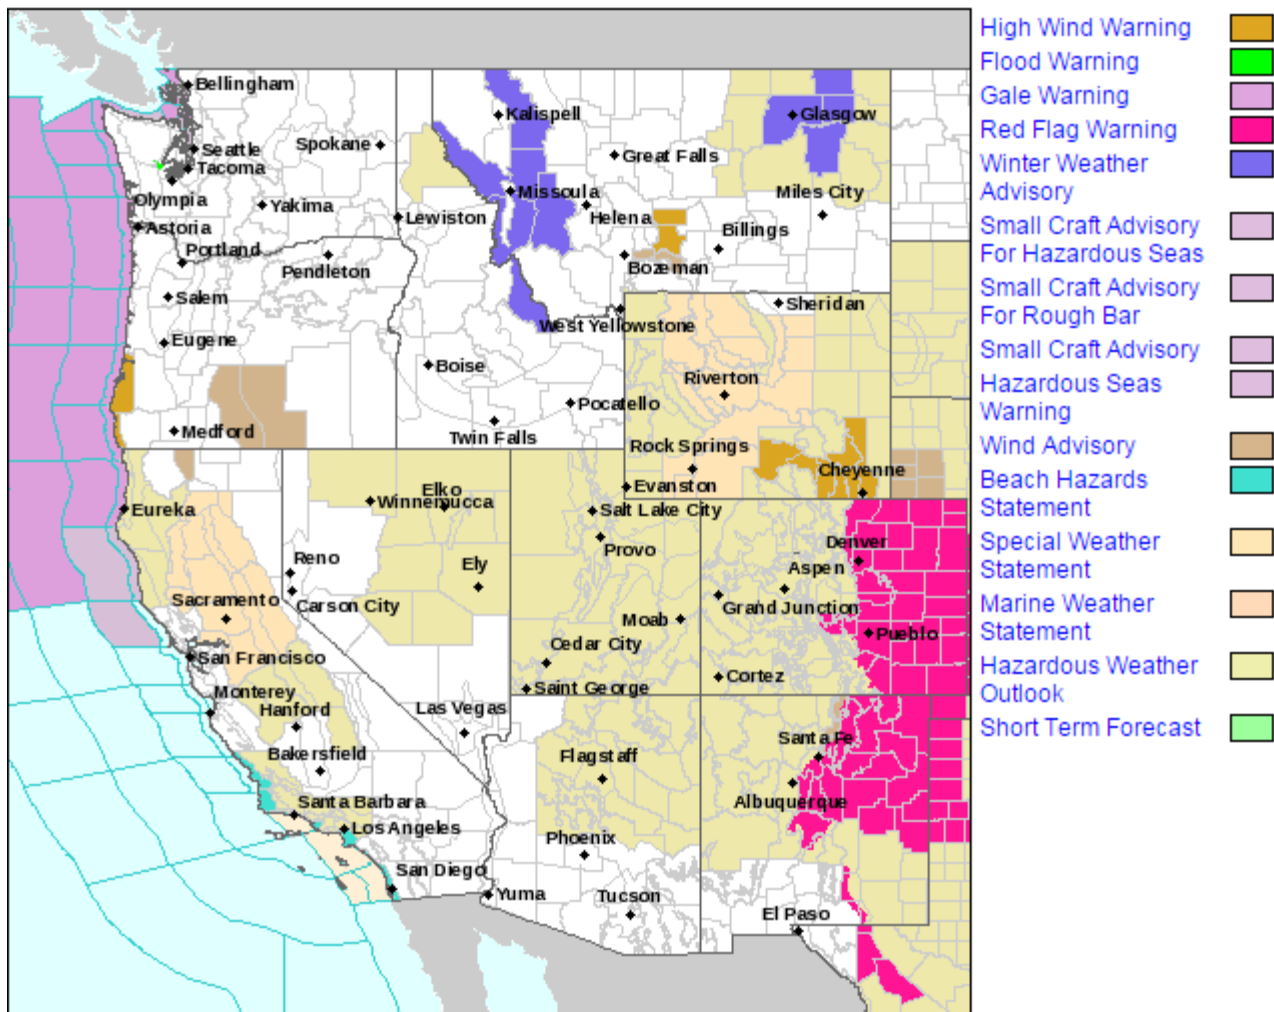 High Wind Warning
Flood Warning
Gale Warning
Red Flag Warning
Winter Weather
Advisory
Small Craft Advisory
For Hazardous Seas
Small Craft Advisory
For Rough Bar
Small Craft Advisory
Hazardous Seas
Warning
Wind Advisory
Beach Hazards
Statement
Special Weather
Statement
Marine Weather
Statement
Hazardous Weather
Outlook
Short Term Forecast
Bellingham
Kalispell
Glasgow
Seattle
Spokane
Great Falls
Tacoma
Missoula
Miles City
Olympia
Yakima
Lewiston
Helena
Astoria
Billings
Portland
Pendleton
Bozeman
Salem
Sheridan
West Yellowstone
Eugene
Boise
Riverton
Pocatello
Medford
Twin Falls
Rock Springs
Cheyenne
Evanston
Elko
Winnemucca
Eureka
Salt Lake City
Provo
Denver
Reno
Ely
Aspen
Sacramento
Carson City
Grand Junction
Moab
Pueblo
Cedar City
San Francisco
Cortez
Saint George
Monterey
Hanford
Las Vegas
Bakersfield
Flagstaff
Santa Fe
Santa Barbara
Albuquerque
Los Angeles
Phoenix
San Diego
Yuma
Tucson
El Paso